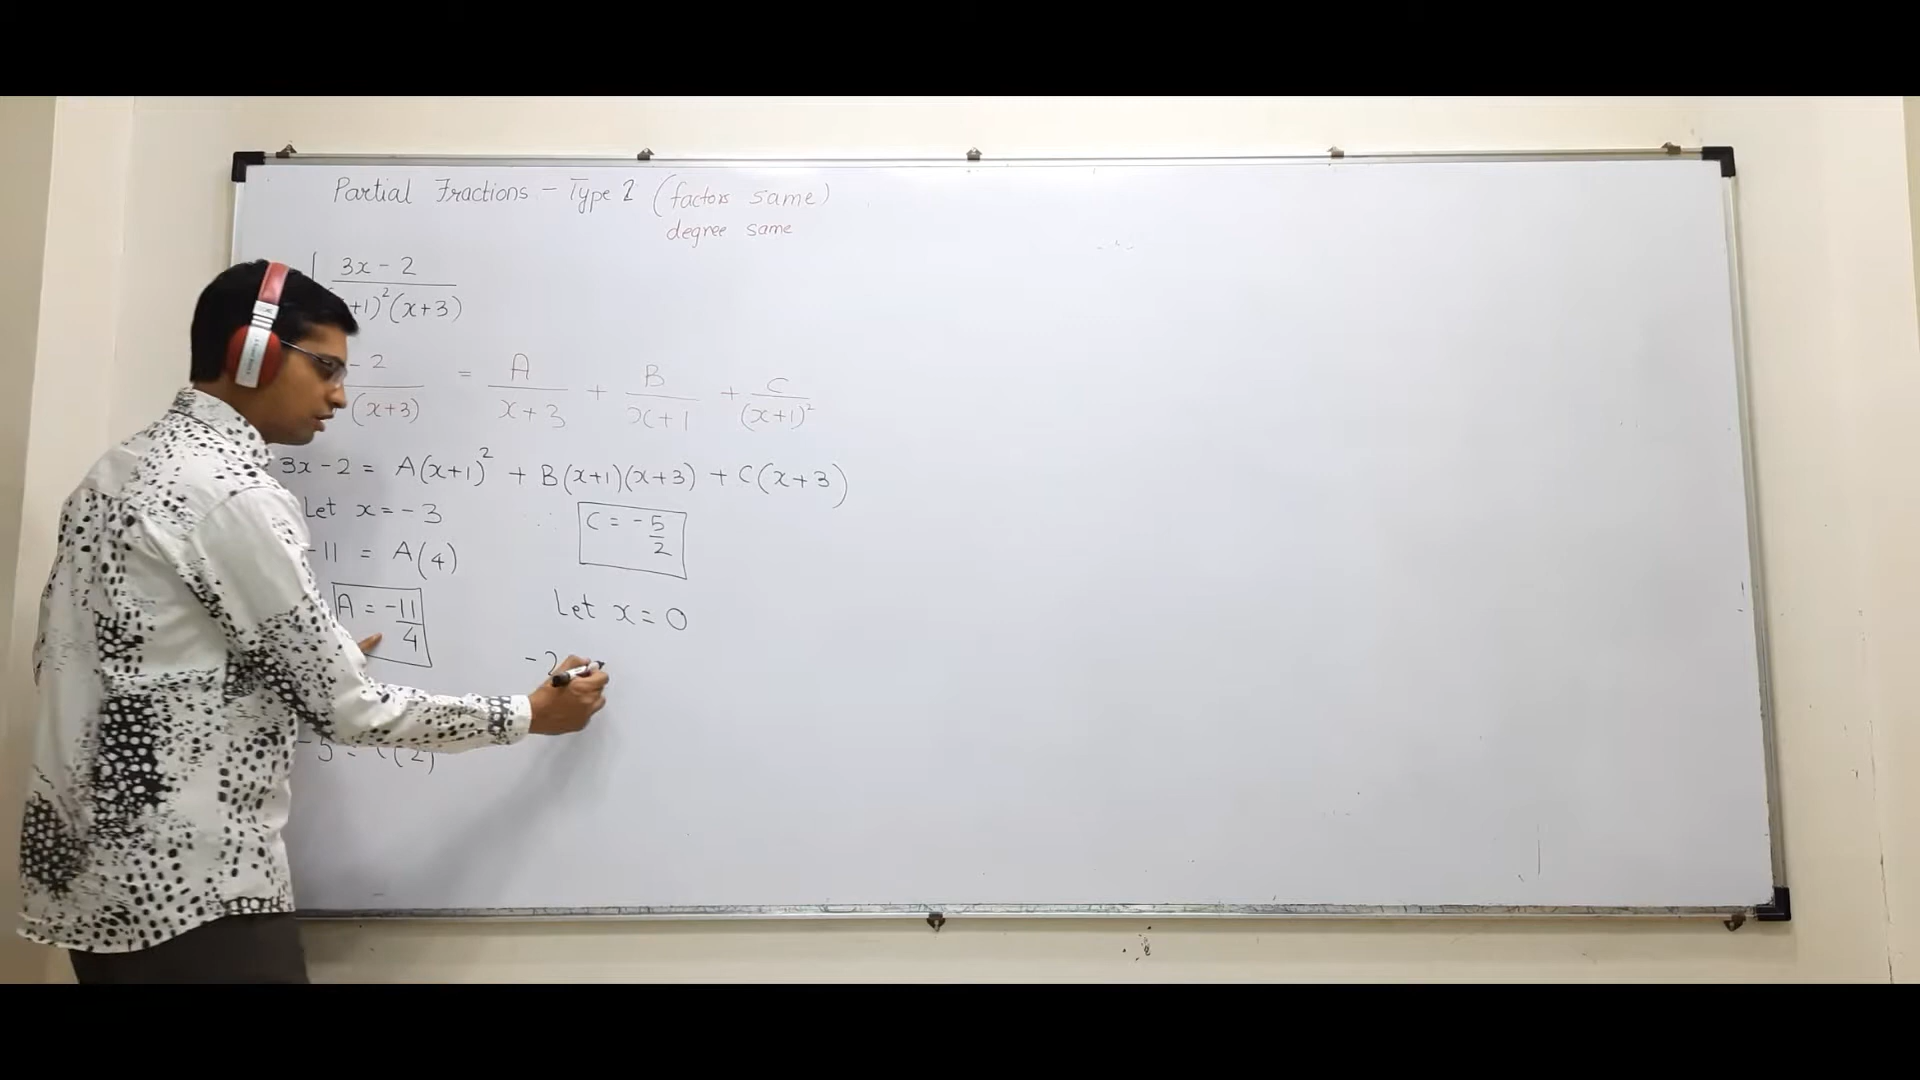 Partial Fractions - Type 2 (factors same)
degree same
∫ 3x - 2
+1)²(x+3)
- 2 = A + B + C
(x+3) x+3 x+1 (x+1)²
3x - 2 = A(x+1)² + B(x+1)(x+3) + C(x+3)
Let x = -3
-11 = A(4)
A = -11
4
-5 = C(2)
C = -5
2
Let x = 0
-2